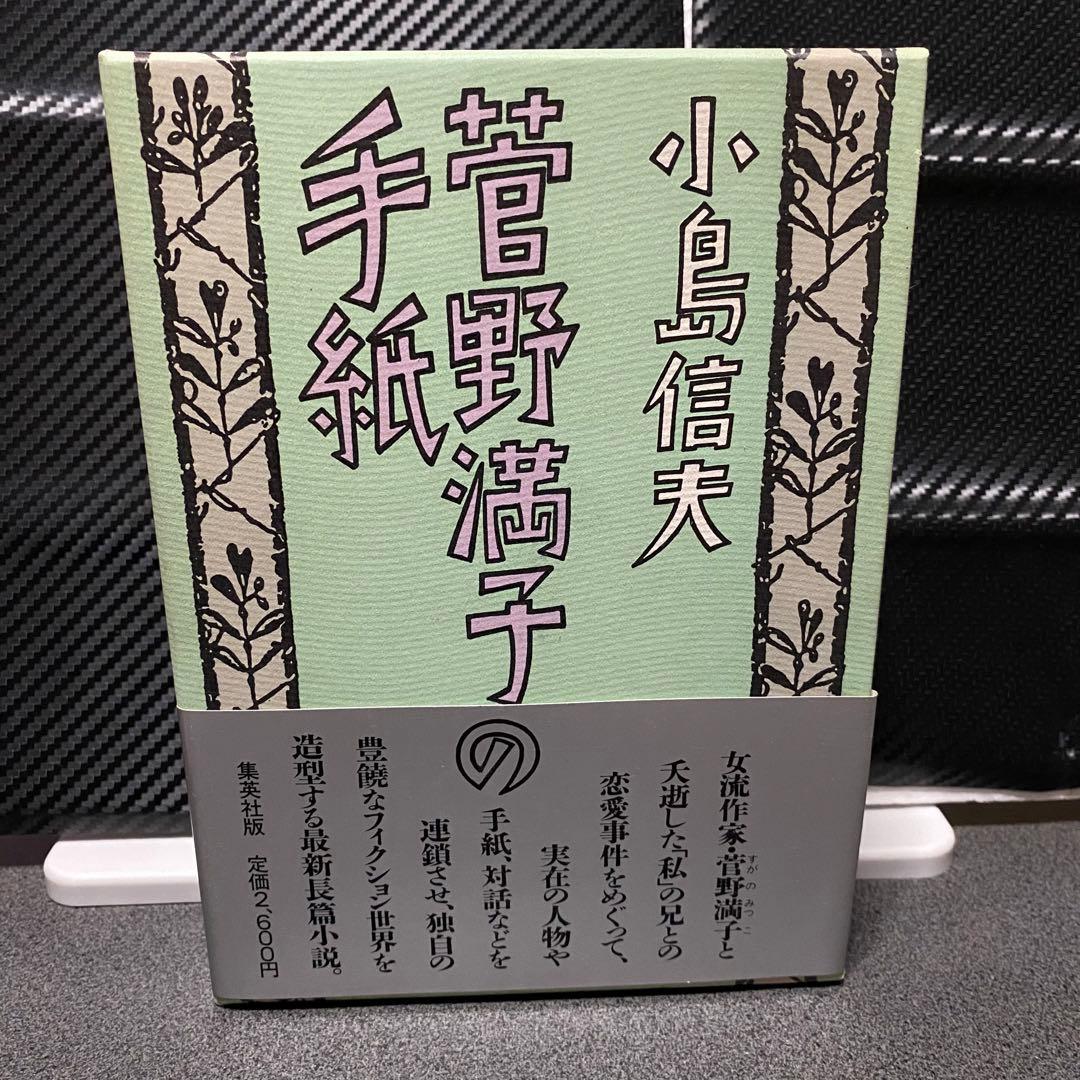 小島信夫
菅野満子の
手紙
女流作家・菅野満子と
すがの みつこ
夭逝した「私」の兄との
恋愛事件をめぐって、
実在の人物や
手紙、対話などを
連鎖させ、独自の
豊饒なフィクション世界を
造型する最新長篇小説。
集英社版 定価2,600円